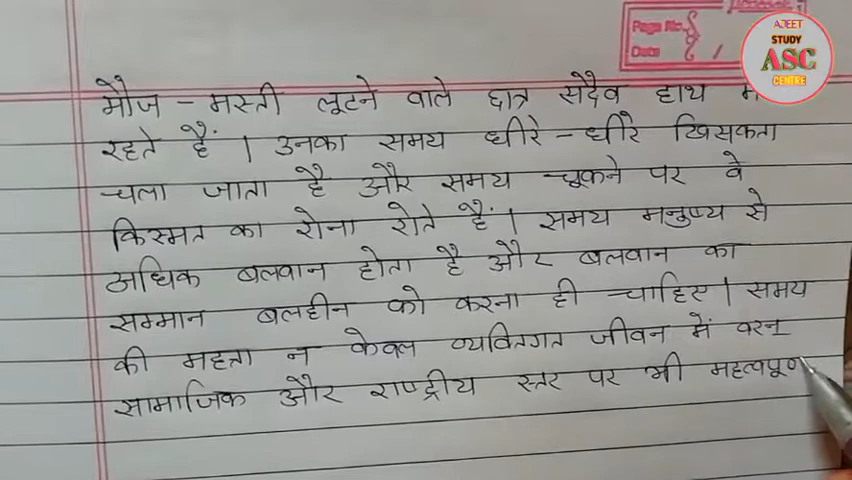 Page No.
Date
AJEET
STUDY
ASC
CENTRE
मौज - मस्ती लूटने वाले छात्र सदैव हाथ म
रहते हैं । उनका समय धीरे - धीरे खिसकता
चला जाता है और समय चूकने पर वे
किस्मत का रोना रोते हैं । समय मनुष्य से
अधिक बलवान होता है और बलवान का
सम्मान बलहीन को करना ही चाहिए । समय
की महत्ता न केवल व्यक्तिगत जीवन में वरन्
सामाजिक और राष्ट्रीय स्तर पर भी महत्वपूण